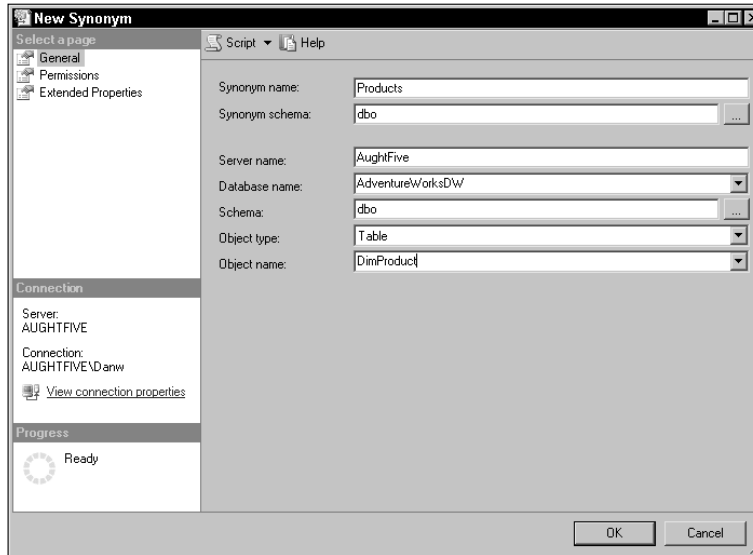 New Synonym
Select a page
General
Permissions
Extended Properties
Script Help
Synonym name: Products
Synonym schema: dbo ...
Server name: AughtFive
Database name: AdventureWorksDW
Schema: dbo ...
Object type: Table
Object name: DimProduct
Connection
Server:
AUGHTFIVE
Connection:
AUGHTFIVE\Danw
View connection properties
Progress
Ready
OK Cancel